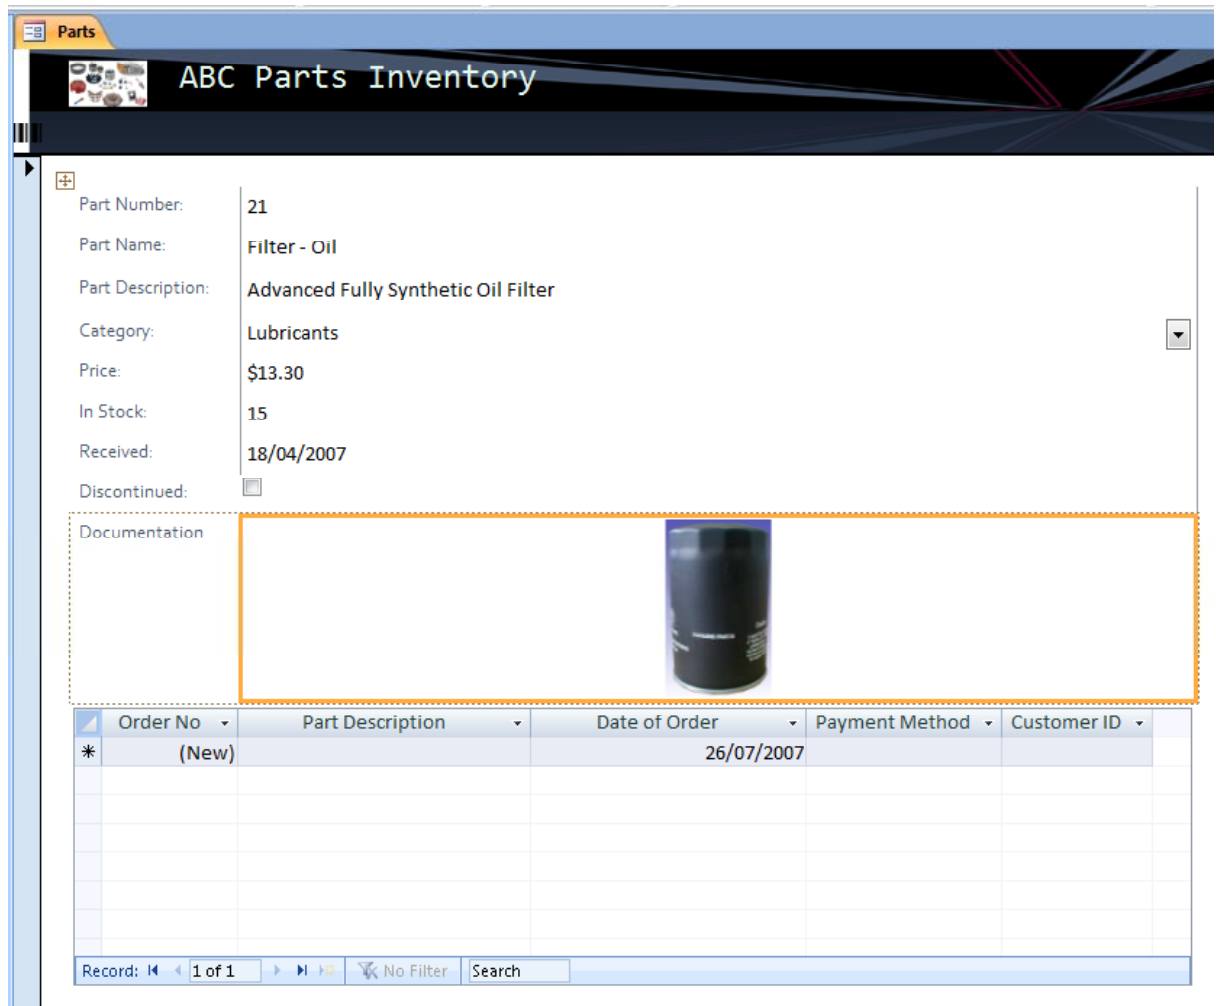 Parts
ABC Parts Inventory
Part Number: 21
Part Name: Filter - Oil
Part Description: Advanced Fully Synthetic Oil Filter
Category: Lubricants
Price: $13.30
In Stock: 15
Received: 18/04/2007
Discontinued:
Documentation
Order No Part Description Date of Order Payment Method Customer ID
(New) 26/07/2007
Record: 1 of 1 No Filter Search